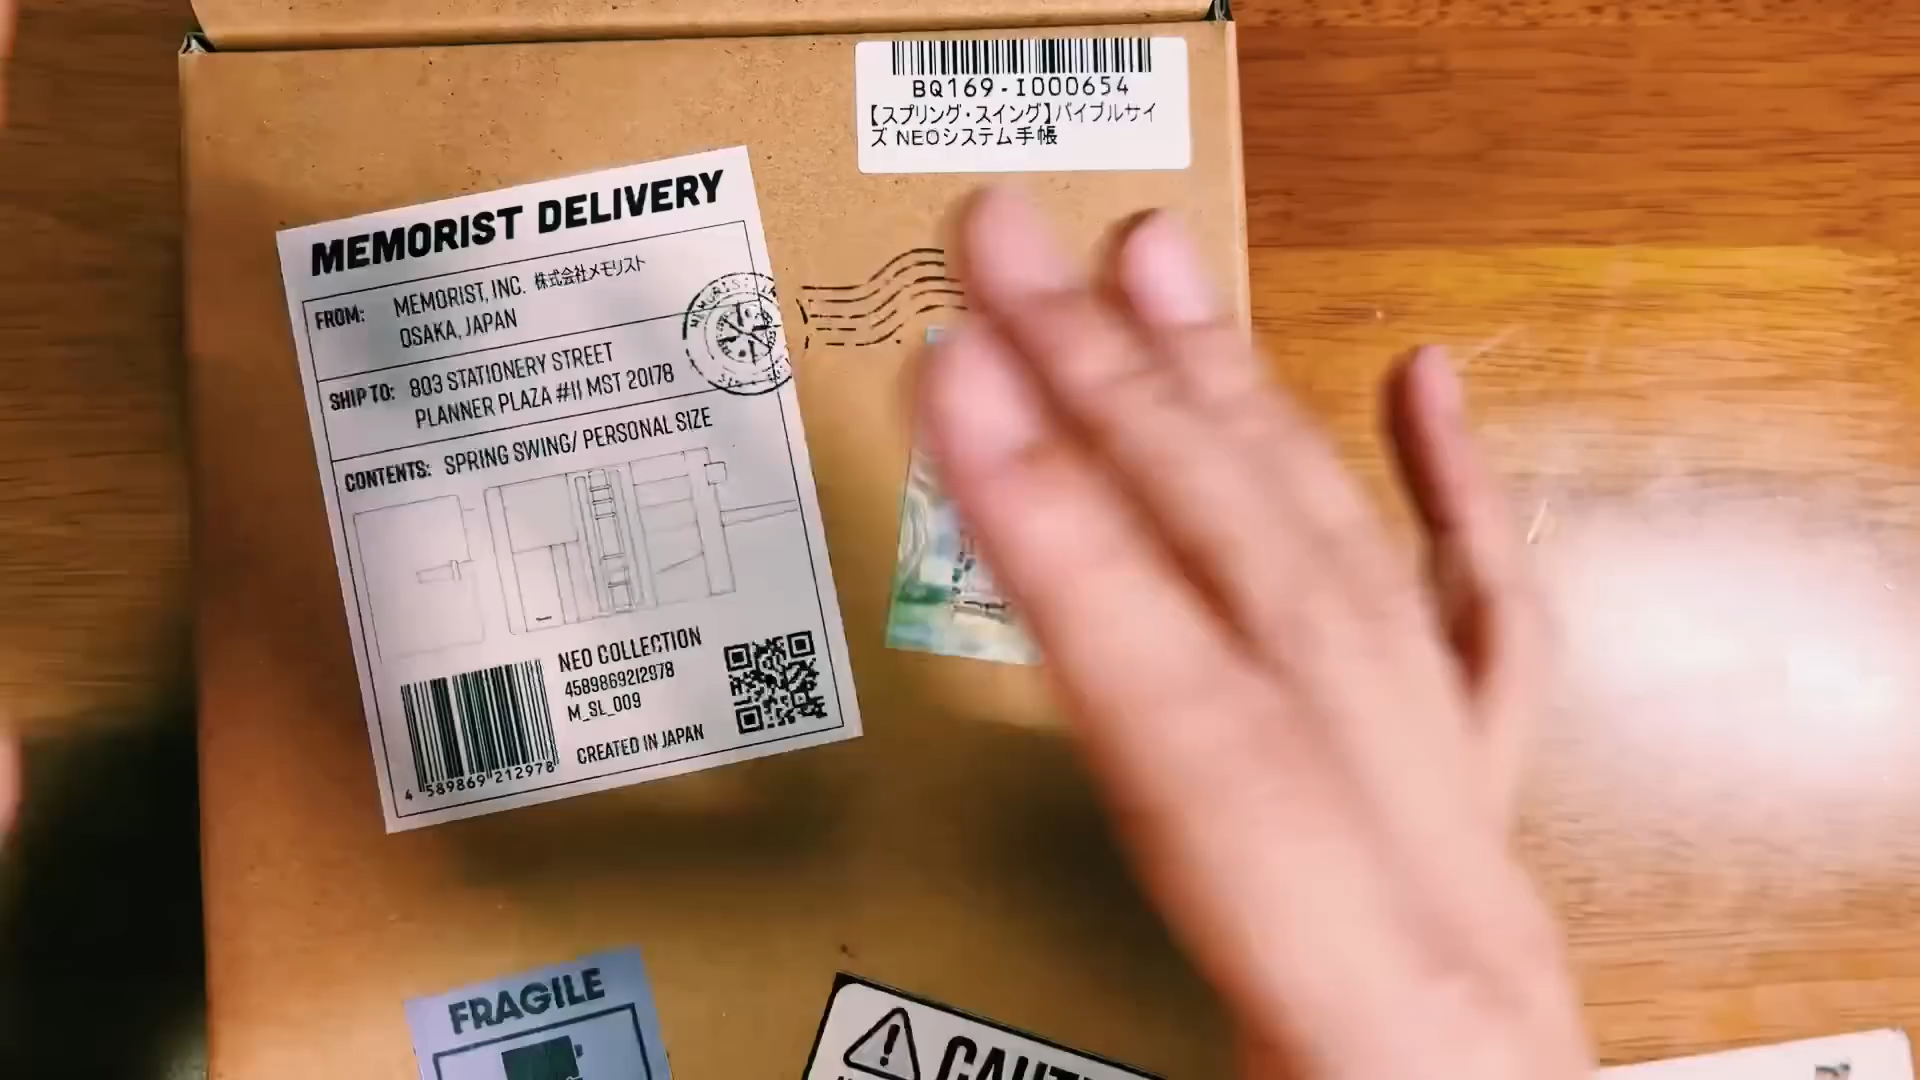 BQ169-I000654
【スプリング・スイング】バイブルサイ
ズ NEOシステム手帳
MEMORIST DELIVERY
FROM: MEMORIST, INC. 株式会社メモリスト
OSAKA, JAPAN
SHIP TO: 803 STATIONERY STREET
PLANNER PLAZA #11 MST 20178
CONTENTS: SPRING SWING/ PERSONAL SIZE
NEO COLLECTION
4589869212978
M_SL_009
CREATED IN JAPAN
4 589869 212978
FRAGILE